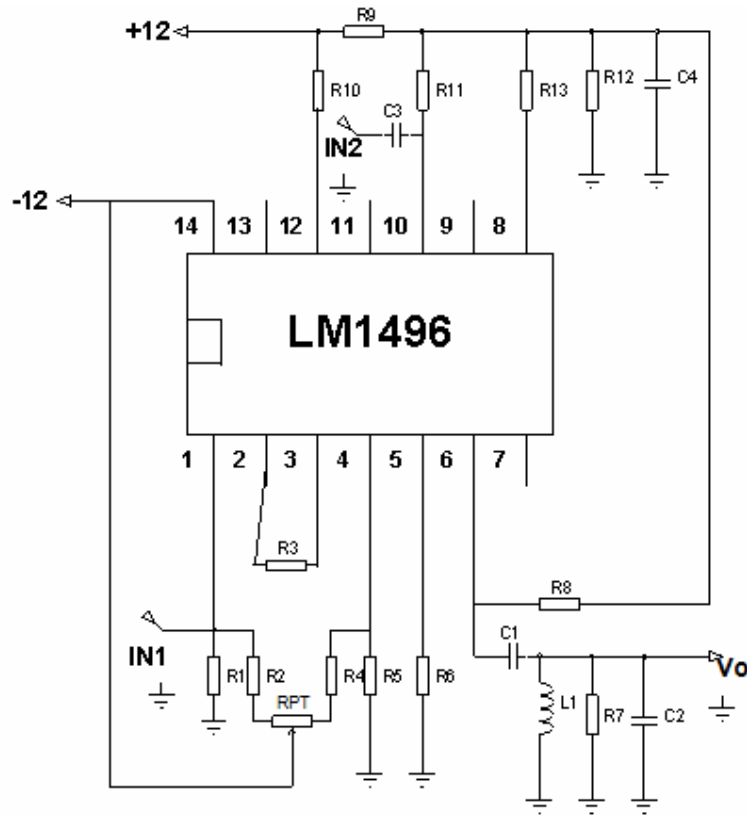 R9
+12
R10
R11
R13
R12
C4
C3
IN2
-12
14 13 12 11 10 9 8
LM1496
1 2 3 4 5 6 7
R3
R8
C1
IN1
R1 R2 R4 R5 R6
RPT
Vo
L1 R7 C2